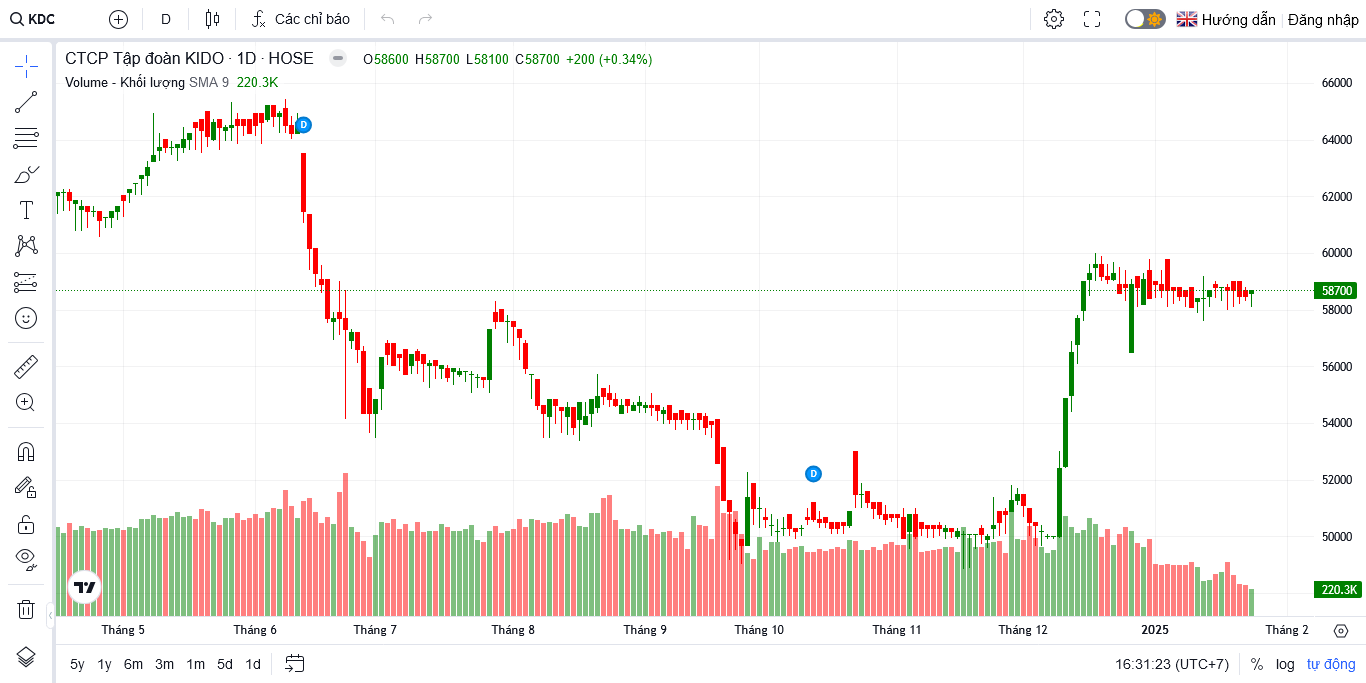 KDC D Các chỉ báo Hướng dẫn Đăng nhập
CTCP Tập đoàn KIDO · 1D · HOSE O58600 H58700 L58100 C58700 +200 (+0.34%)
Volume - Khối lượng SMA 9 220.3K
66000
D
64000
62000
60000
58700
58000
56000
54000
D
52000
50000
220.3K
Tháng 5 Tháng 6 Tháng 7 Tháng 8 Tháng 9 Tháng 10 Tháng 11 Tháng 12 2025 Tháng 2
5y 1y 6m 3m 1m 5d 1d 16:31:23 (UTC+7) % log tự động